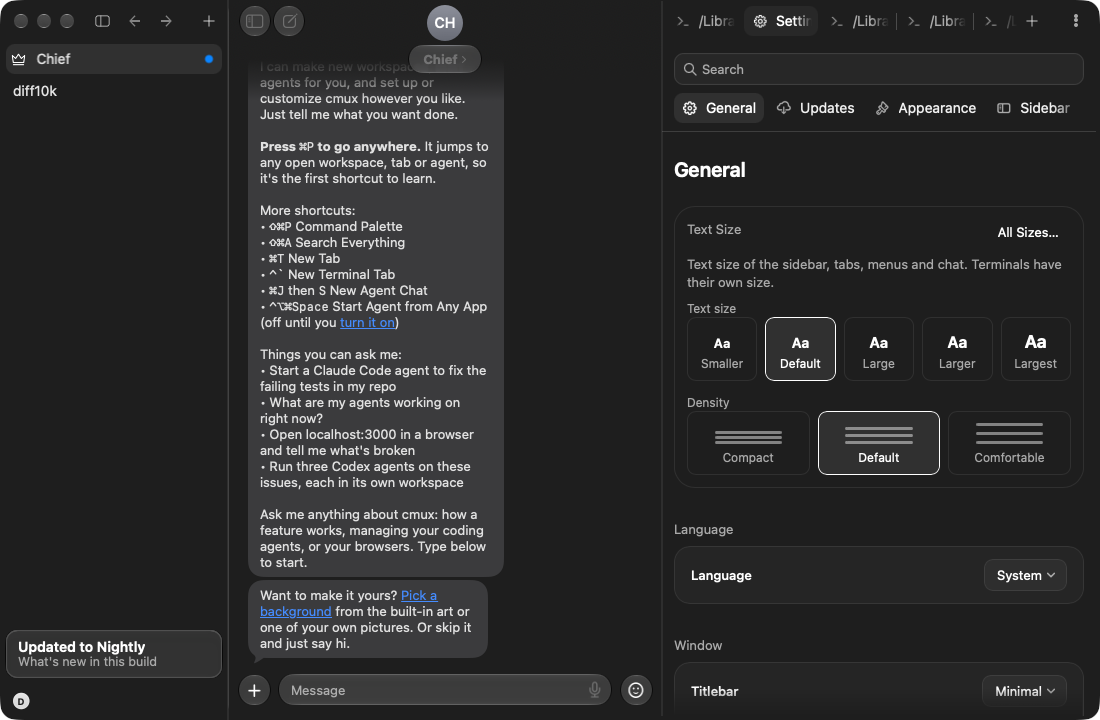 Chief
diff10k
Updated to Nightly
What's new in this build
D
CH
Chief ›
I can make new workspac
agents for you, and set up or
customize cmux however you like.
Just tell me what you want done.
Press ⌘P to go anywhere. It jumps to
any open workspace, tab or agent, so
it's the first shortcut to learn.
More shortcuts:
• ⇧⌘P Command Palette
• ⇧⌘A Search Everything
• ⌘T New Tab
• ^` New Terminal Tab
• ⌘J then S New Agent Chat
• ^⌥⌘Space Start Agent from Any App
(off until you turn it on)
Things you can ask me:
• Start a Claude Code agent to fix the
failing tests in my repo
• What are my agents working on
right now?
• Open localhost:3000 in a browser
and tell me what's broken
• Run three Codex agents on these
issues, each in its own workspace
Ask me anything about cmux: how a
feature works, managing your coding
agents, or your browsers. Type below
to start.
Want to make it yours? Pick a
background from the built-in art or
one of your own pictures. Or skip it
and just say hi.
Message
>_ /Libra
Settin
>_ /Libra
>_ /Libra
>_ /L
Search
General
Updates
Appearance
Sidebar
General
Text Size
All Sizes...
Text size of the sidebar, tabs, menus and chat. Terminals have
their own size.
Text size
Aa Aa Aa Aa Aa
Smaller Default Large Larger Largest
Density
Compact Default Comfortable
Language
Language System
Window
Titlebar Minimal